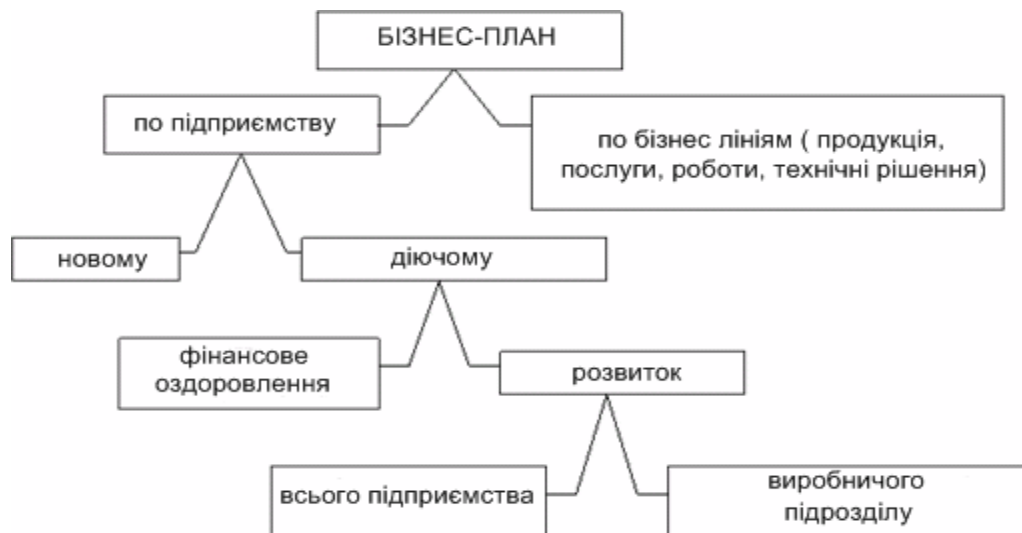 БІЗНЕС-ПЛАН
по підприємству
по бізнес лініям ( продукція,
послуги, роботи, технічні рішення)
новому
діючому
фінансове
оздоровлення
розвиток
всього підприємства
виробничого
підрозділу